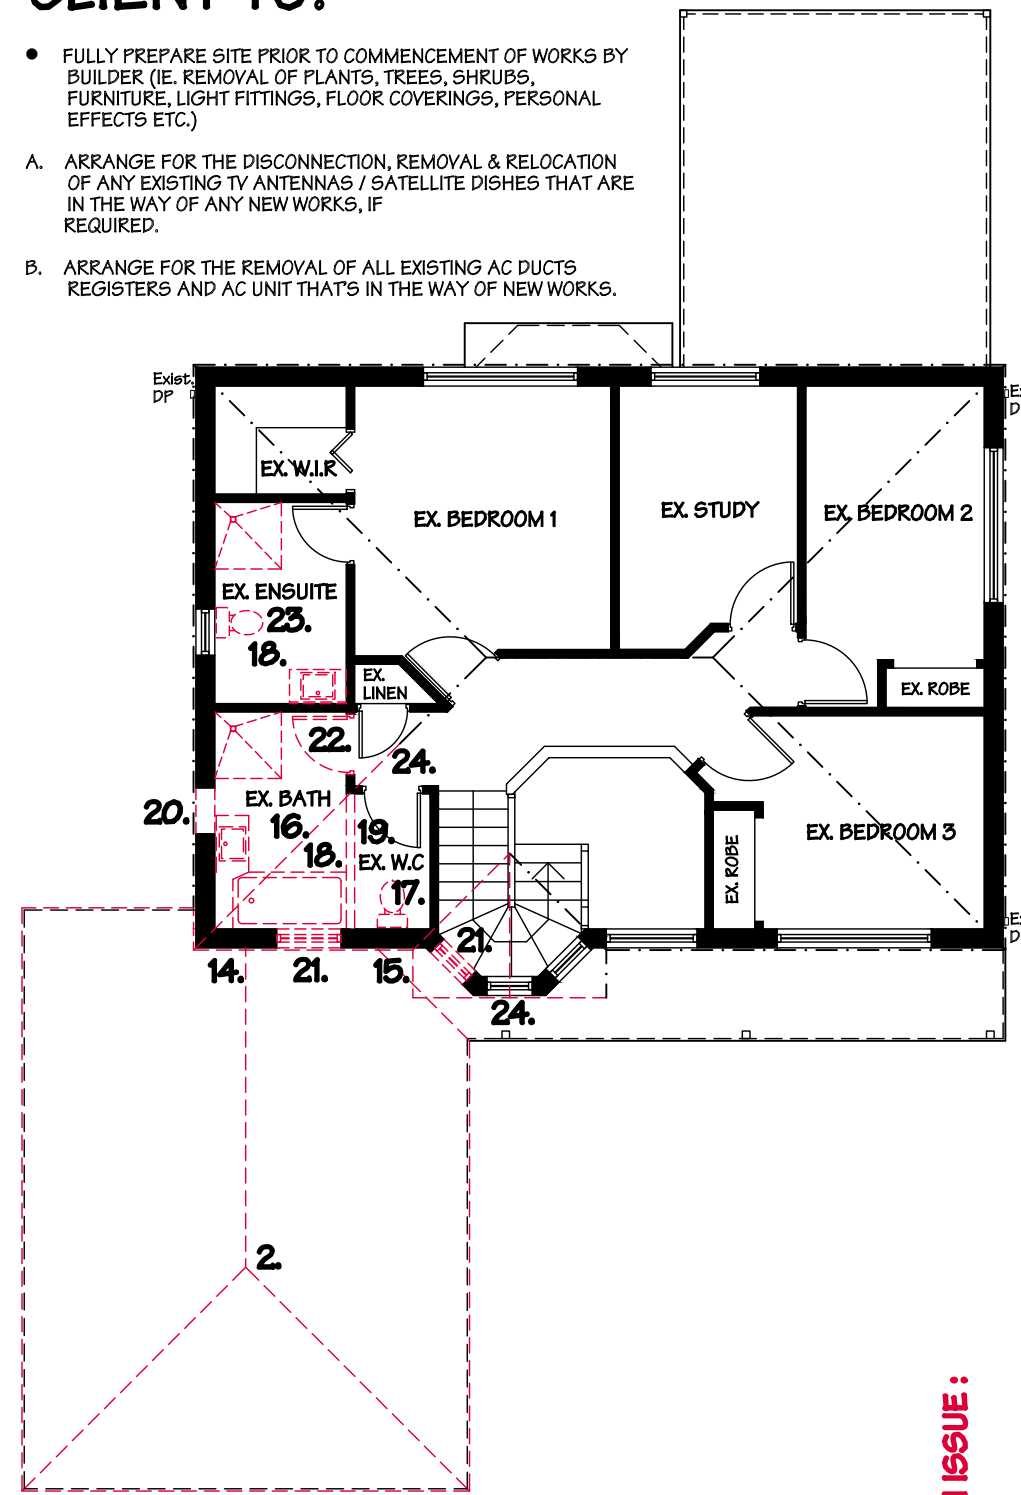 CLIENT TO:
● FULLY PREPARE SITE PRIOR TO COMMENCEMENT OF WORKS BY
BUILDER (IE. REMOVAL OF PLANTS, TREES, SHRUBS,
FURNITURE, LIGHT FITTINGS, FLOOR COVERINGS, PERSONAL
EFFECTS ETC.)
A. ARRANGE FOR THE DISCONNECTION, REMOVAL & RELOCATION
OF ANY EXISTING TV ANTENNAS / SATELLITE DISHES THAT ARE
IN THE WAY OF ANY NEW WORKS, IF
REQUIRED.
B. ARRANGE FOR THE REMOVAL OF ALL EXISTING AC DUCTS
REGISTERS AND AC UNIT THAT'S IN THE WAY OF NEW WORKS.
Exist.
DP
EX. W.I.R
EX. BEDROOM 1
EX. STUDY
EX. BEDROOM 2
EX. ENSUITE
23.
18.
EX.
LINEN
EX. ROBE
22.
24.
20.
EX. BATH
16.
19.
18.
EX. W.C
17.
EX. ROBE
EX. BEDROOM 3
21.
14.
21.
15.
24.
2.
ISSUE :